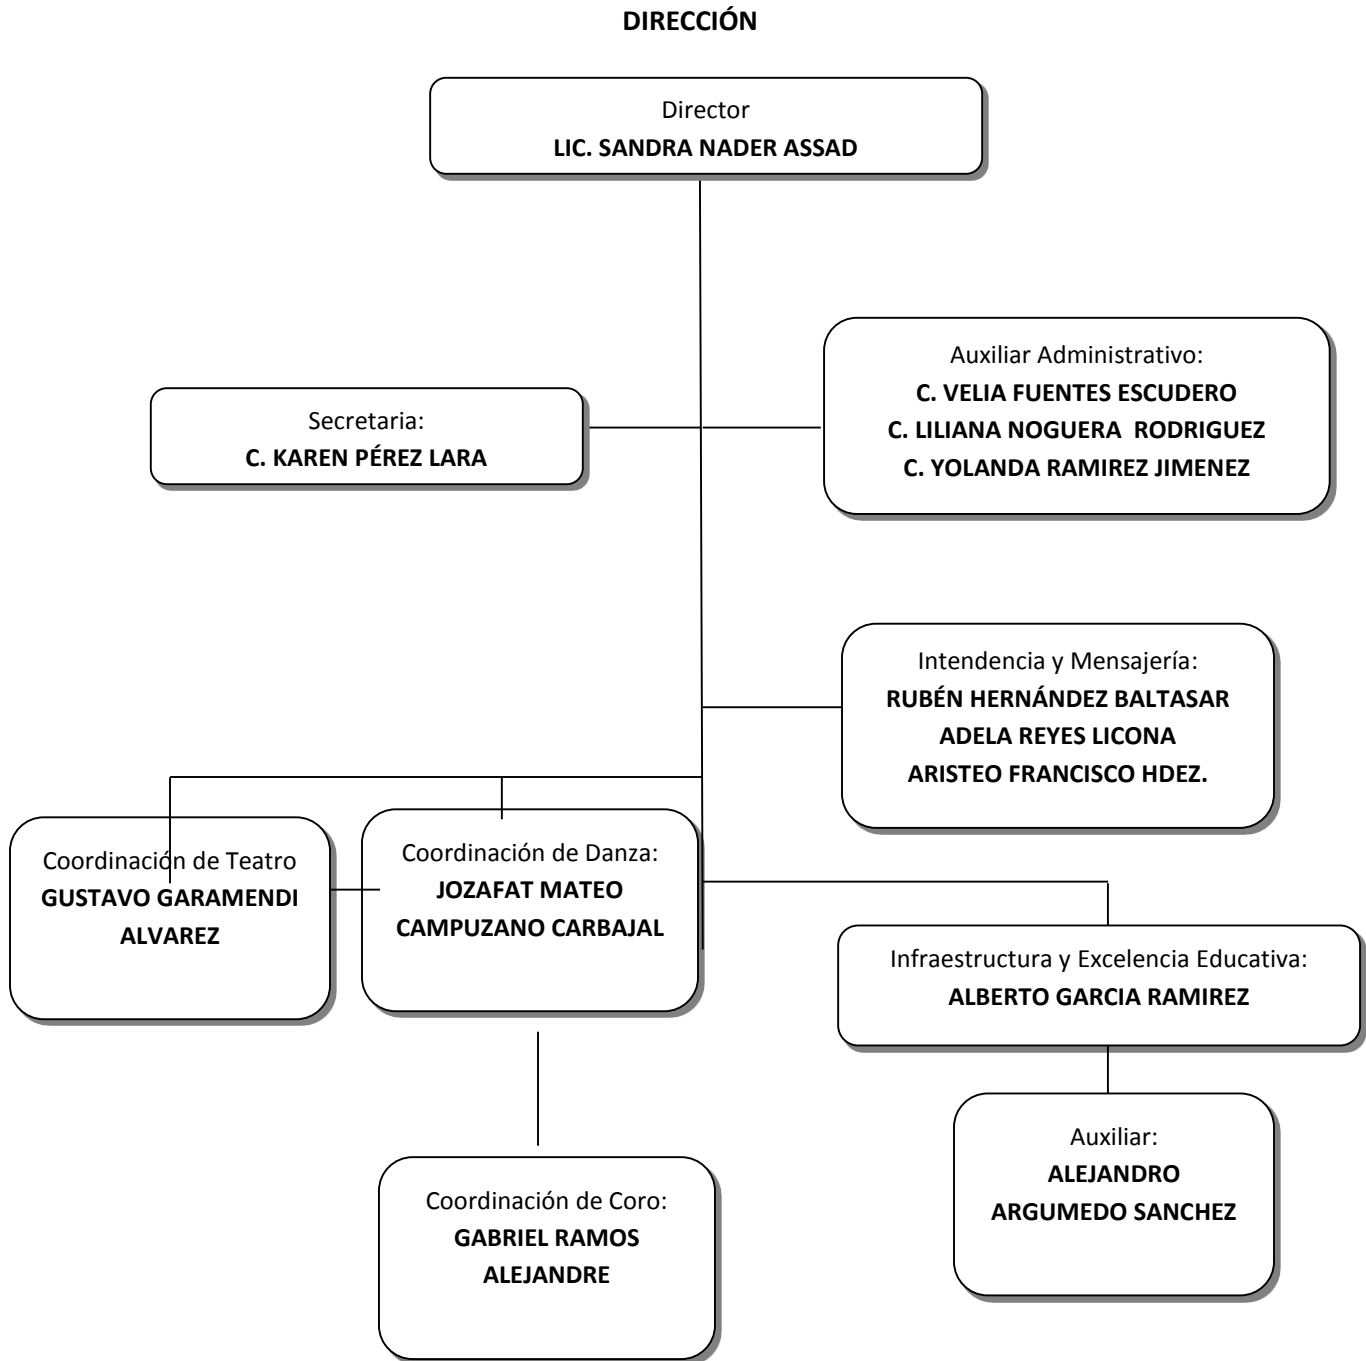 DIRECCIÓN
Director
LIC. SANDRA NADER ASSAD
Auxiliar Administrativo:
C. VELIA FUENTES ESCUDERO
C. LILIANA NOGUERA  RODRIGUEZ
C. YOLANDA RAMIREZ JIMENEZ
Secretaria:
C. KAREN PÉREZ LARA
Intendencia y Mensajería:
RUBÉN HERNÁNDEZ BALTASAR
ADELA REYES LICONA
ARISTEO FRANCISCO HDEZ.
Coordinación de Teatro
GUSTAVO GARAMENDI
ALVAREZ
Coordinación de Danza:
JOZAFAT MATEO
CAMPUZANO CARBAJAL
Infraestructura y Excelencia Educativa:
ALBERTO GARCIA RAMIREZ
Auxiliar:
ALEJANDRO
ARGUMEDO SANCHEZ
Coordinación de Coro:
GABRIEL RAMOS
ALEJANDRE